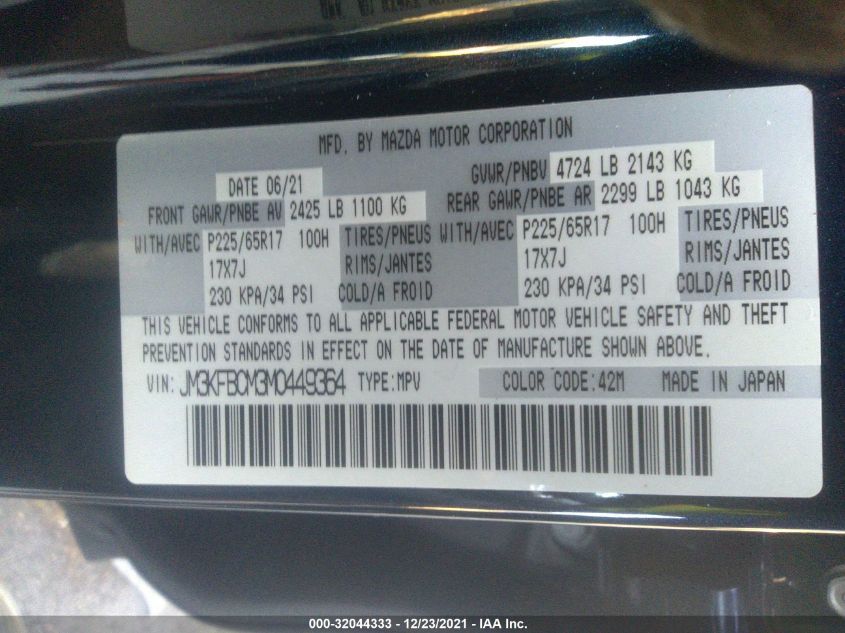 MFD. BY MAZDA MOTOR CORPORATION
DATE 06/21 GVWR/PNBV 4724 LB 2143 KG
FRONT GAWR/PNBE AV 2425 LB 1100 KG REAR GAWR/PNBE AR 2299 LB 1043 KG
WITH/AVEC P225/65R17 100H TIRES/PNEUS WITH/AVEC P225/65R17 100H TIRES/PNEUS
17X7J RIMS/JANTES 17X7J RIMS/JANTES
230 KPA/34 PSI COLD/A FROID 230 KPA/34 PSI COLD/A FROID
THIS VEHICLE CONFORMS TO ALL APPLICABLE FEDERAL MOTOR VEHICLE SAFETY AND THEFT
PREVENTION STANDARDS IN EFFECT ON THE DATE OF MANUFACTURE SHOWN ABOVE.
VIN: JM3KFBCM3M0449364 TYPE:MPV COLOR CODE:42M MADE IN JAPAN
000-32044333 - 12/23/2021 - IAA Inc.